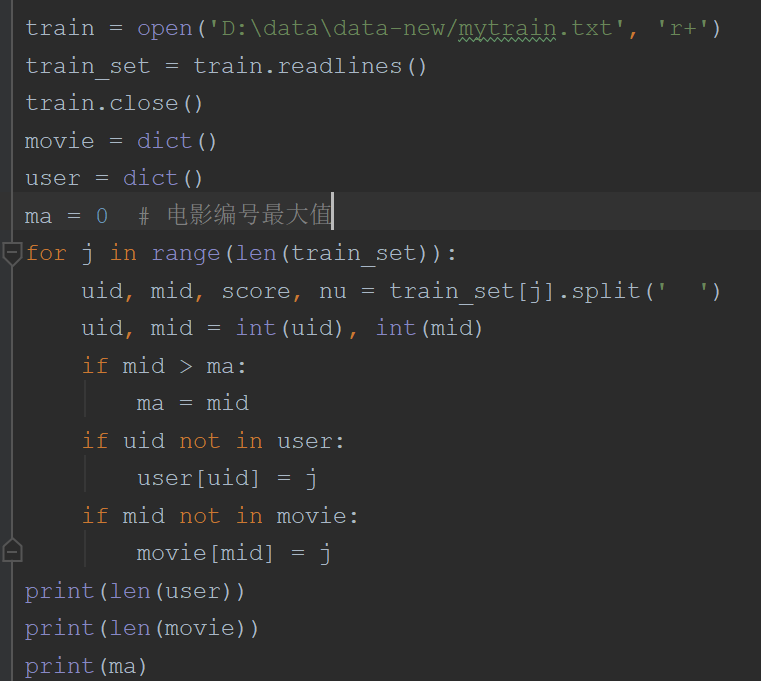 train = open('D:\data\data-new/mytrain.txt', 'r+')
train_set = train.readlines()
train.close()
movie = dict()
user = dict()
ma = 0  # 电影编号最大值
for j in range(len(train_set)):
    uid, mid, score, nu = train_set[j].split('  ')
    uid, mid = int(uid), int(mid)
    if mid > ma:
        ma = mid
    if uid not in user:
        user[uid] = j
    if mid not in movie:
        movie[mid] = j
print(len(user))
print(len(movie))
print(ma)